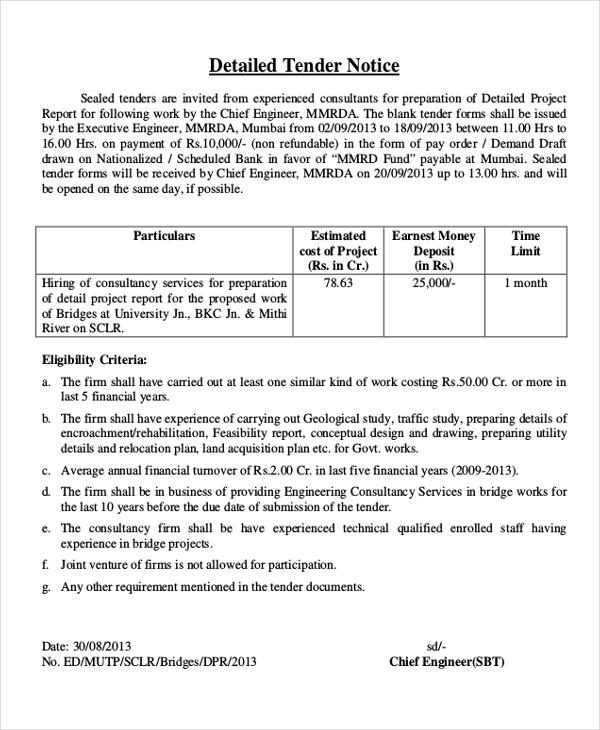 Detailed Tender Notice
Sealed tenders are invited from experienced consultants for preparation of Detailed Project
Report for following work by the Chief Engineer, MMRDA. The blank tender forms shall be issued
by the Executive Engineer, MMRDA, Mumbai from 02/09/2013 to 18/09/2013 between 11.00 Hrs to
16.00 Hrs. on payment of Rs.10,000/- (non refundable) in the form of pay order / Demand Draft
drawn on Nationalized / Scheduled Bank in favor of “MMRD Fund” payable at Mumbai. Sealed
tender forms will be received by Chief Engineer, MMRDA on 20/09/2013 up to 13.00 hrs. and will
be opened on the same day, if possible.
Particulars
Estimated
cost of Project
(Rs. in Cr.)
Earnest Money
Deposit
(in Rs.)
Time
Limit
Hiring of consultancy services for preparation
of detail project report for the proposed work
of Bridges at University Jn., BKC Jn. & Mithi
River on SCLR.
78.63
25,000/-
1 month
Eligibility Criteria:
a. The firm shall have carried out at least one similar kind of work costing Rs.50.00 Cr. or more in
last 5 financial years.
b. The firm shall have experience of carrying out Geological study, traffic study, preparing details of
encroachment/rehabilitation, Feasibility report, conceptual design and drawing, preparing utility
details and relocation plan, land acquisition plan etc. for Govt. works.
c. Average annual financial turnover of Rs.2.00 Cr. in last five financial years (2009-2013).
d. The firm shall be in business of providing Engineering Consultancy Services in bridge works for
the last 10 years before the due date of submission of the tender.
e. The consultancy firm shall be have experienced technical qualified enrolled staff having
experience in bridge projects.
f. Joint venture of firms is not allowed for participation.
g. Any other requirement mentioned in the tender documents.
Date: 30/08/2013
No. ED/MUTP/SCLR/Bridges/DPR/2013
sd/-
Chief Engineer(SBT)